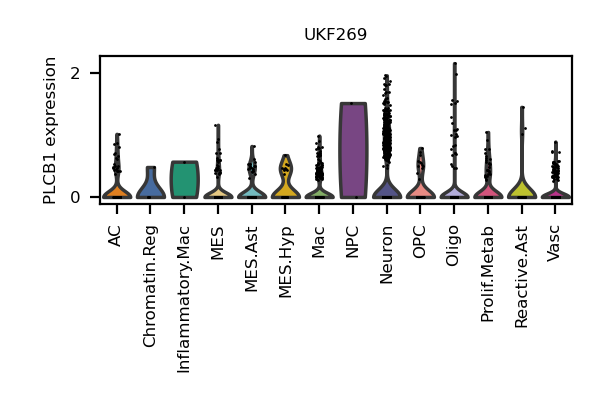 UKF269
PLCB1 expression
2
0
AC
Chromatin.Reg
Inflammatory.Mac
MES
MES.Ast
MES.Hyp
Mac
NPC
Neuron
OPC
Oligo
Prolif.Metab
Reactive.Ast
Vasc